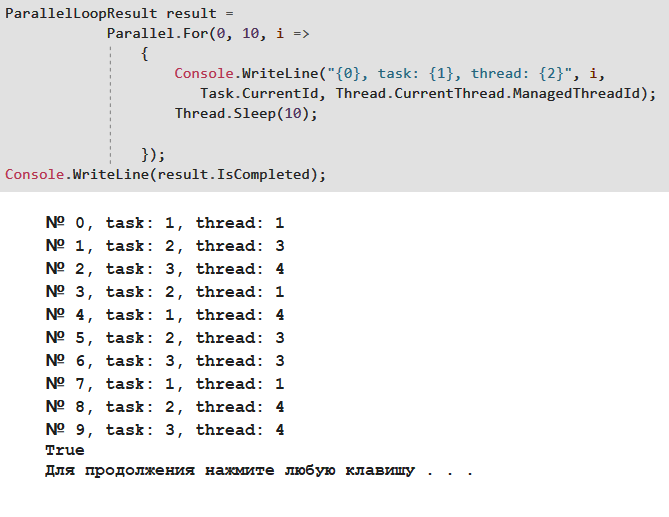 ParallelLoopResult result =
Parallel.For(0, 10, i =>
{
Console.WriteLine("{0}, task: {1}, thread: {2}", i,
Task.CurrentId, Thread.CurrentThread.ManagedThreadId);
Thread.Sleep(10);
});
Console.WriteLine(result.IsCompleted);
№ 0, task: 1, thread: 1
№ 1, task: 2, thread: 3
№ 2, task: 3, thread: 4
№ 3, task: 2, thread: 1
№ 4, task: 1, thread: 4
№ 5, task: 2, thread: 3
№ 6, task: 3, thread: 3
№ 7, task: 1, thread: 1
№ 8, task: 2, thread: 4
№ 9, task: 3, thread: 4
True
Для продолжения нажмите любую клавишу . . .